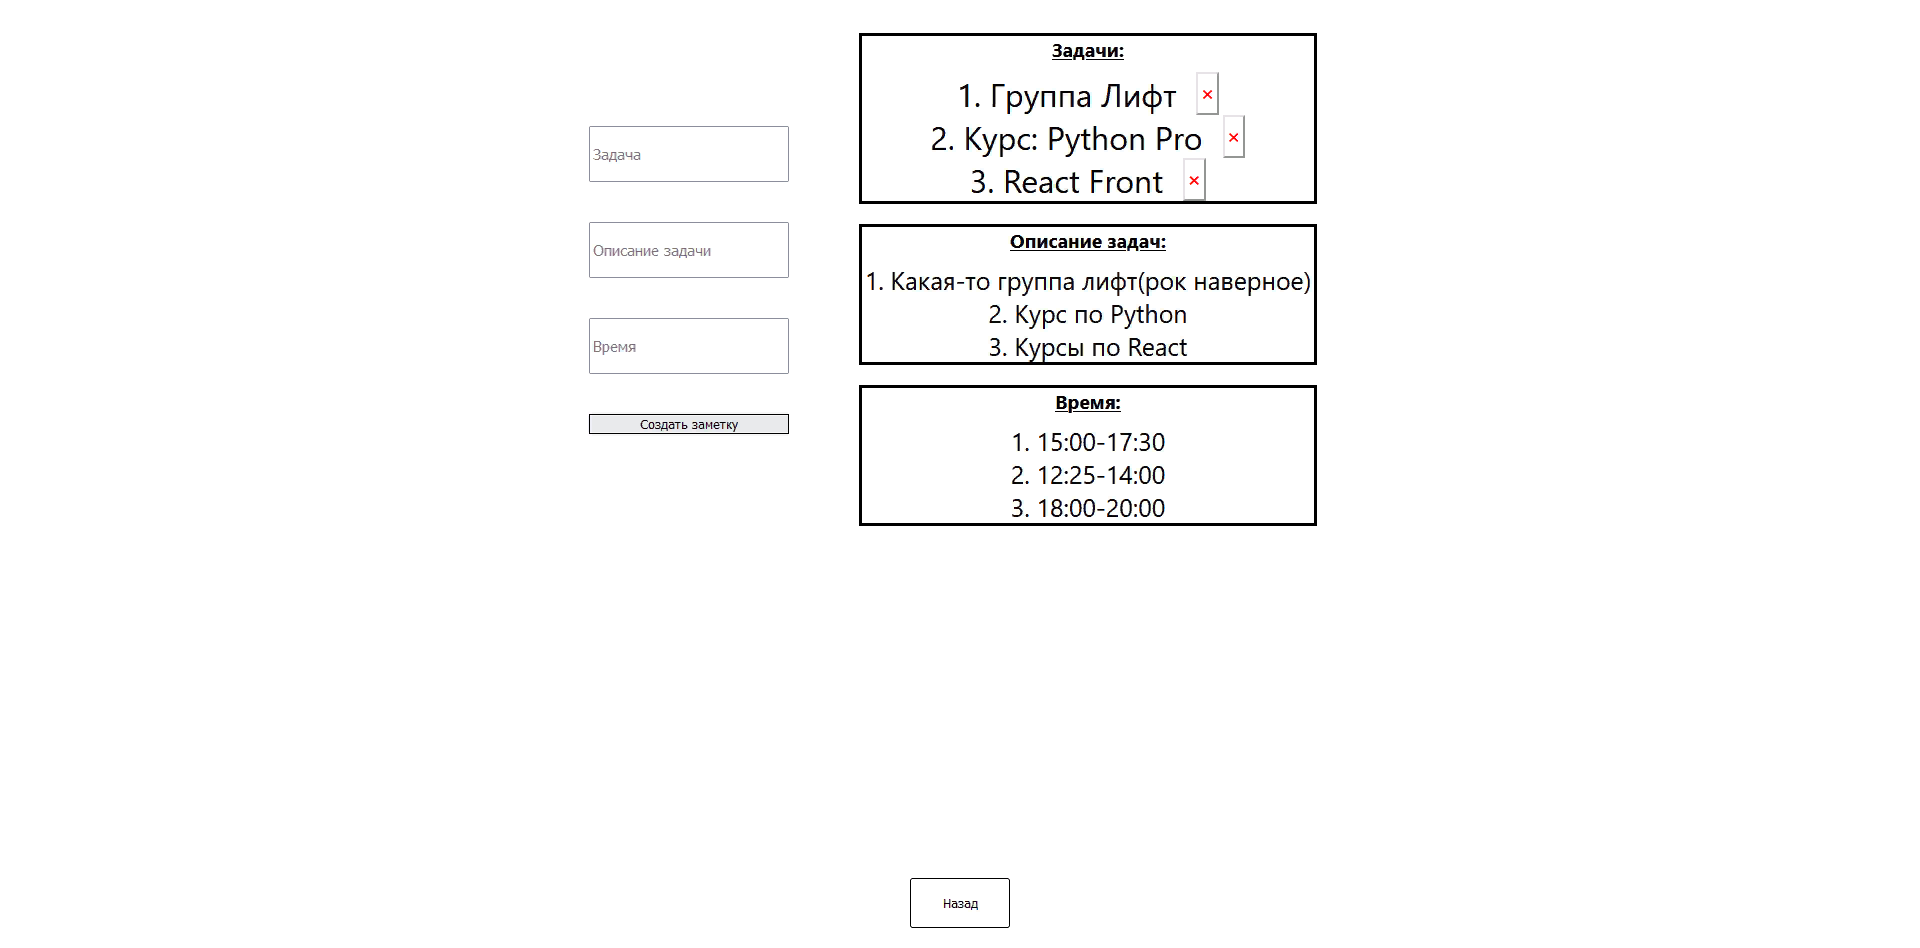 Задача
Описание задачи
Время
Создать заметку
Задачи:
1. Группа Лифт ×
2. Курс: Python Pro ×
3. React Front ×
Описание задач:
1. Какая-то группа лифт(рок наверное)
2. Курс по Python
3. Курсы по React
Время:
1. 15:00-17:30
2. 12:25-14:00
3. 18:00-20:00
Назад